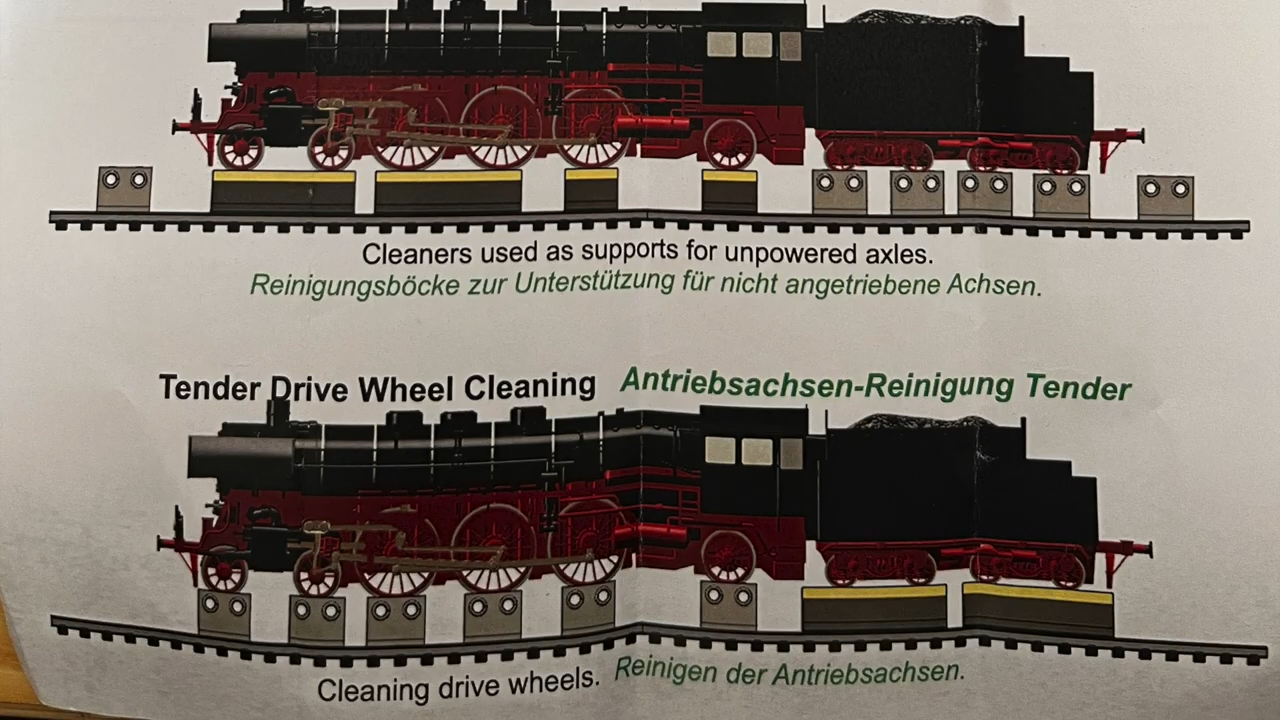 Cleaners used as supports for unpowered axles.
Reinigungsböcke zur Unterstützung für nicht angetriebene Achsen.
Tender Drive Wheel Cleaning Antriebsachsen-Reinigung Tender
Cleaning drive wheels. Reinigen der Antriebsachsen.